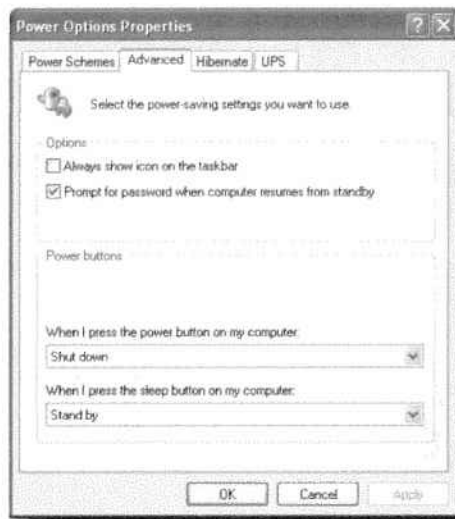 Power Options Properties
Power Schemes Advanced Hibernate UPS
Select the power-saving settings you want to use.
Options
Always show icon on the taskbar
Prompt for password when computer resumes from standby
Power buttons
When I press the power button on my computer:
Shut down
When I press the sleep button on my computer:
Stand by
OK Cancel Apply